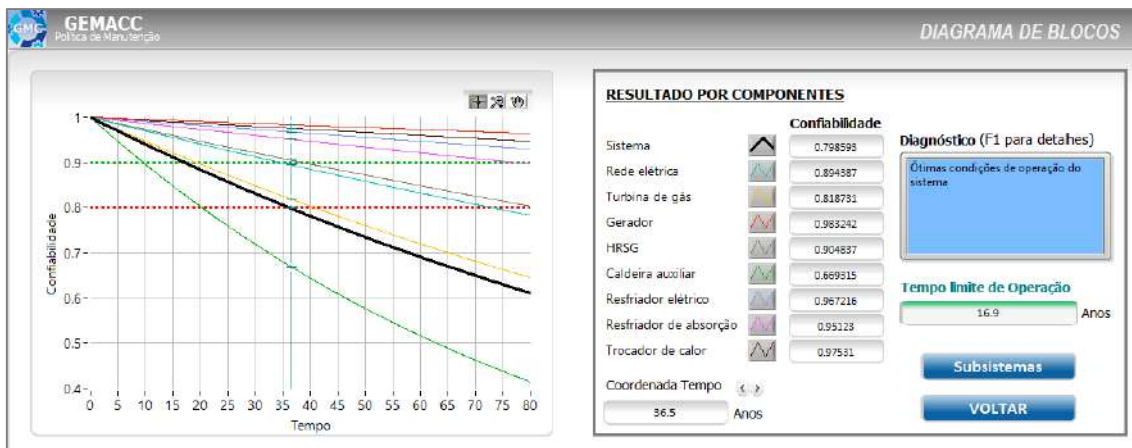 GMG
GEMACC
Política de Manutenção
DIAGRAMA DE BLOCOS
Confiabilidade
1
0.9
0.8
0.7
0.6
0.5
0.4
0 5 10 15 20 25 30 35 40 45 50 55 60 65 70 75 80
Tempo
RESULTADO POR COMPONENTES
Confiabilidade
Sistema 0.798593
Rede elétrica 0.894387
Turbina de gás 0.818731
Gerador 0.983242
HRSG 0.904837
Caldeira auxiliar 0.669315
Resfriador elétrico 0.967216
Resfriador de absorção 0.95123
Trocador de calor 0.97531
Coordenada Tempo
36.5 Anos
Diagnóstico (F1 para detalhes)
Ótimas condições de operação do
sistema
Tempo limite de Operação
16.9 Anos
Subsistemas
VOLTAR